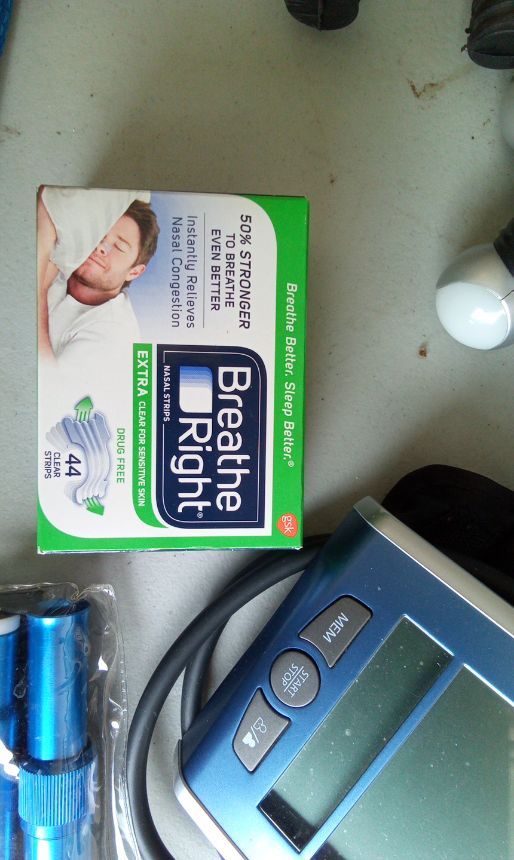 Breathe Better. Sleep Better.®
gsk
50% STRONGER
TO BREATHE
EVEN BETTER
Instantly Relieves
Nasal Congestion
Breathe
Right®
NASAL STRIPS
EXTRA CLEAR FOR SENSITIVE SKIN
DRUG FREE
44
CLEAR
STRIPS
MEM
START
STOP